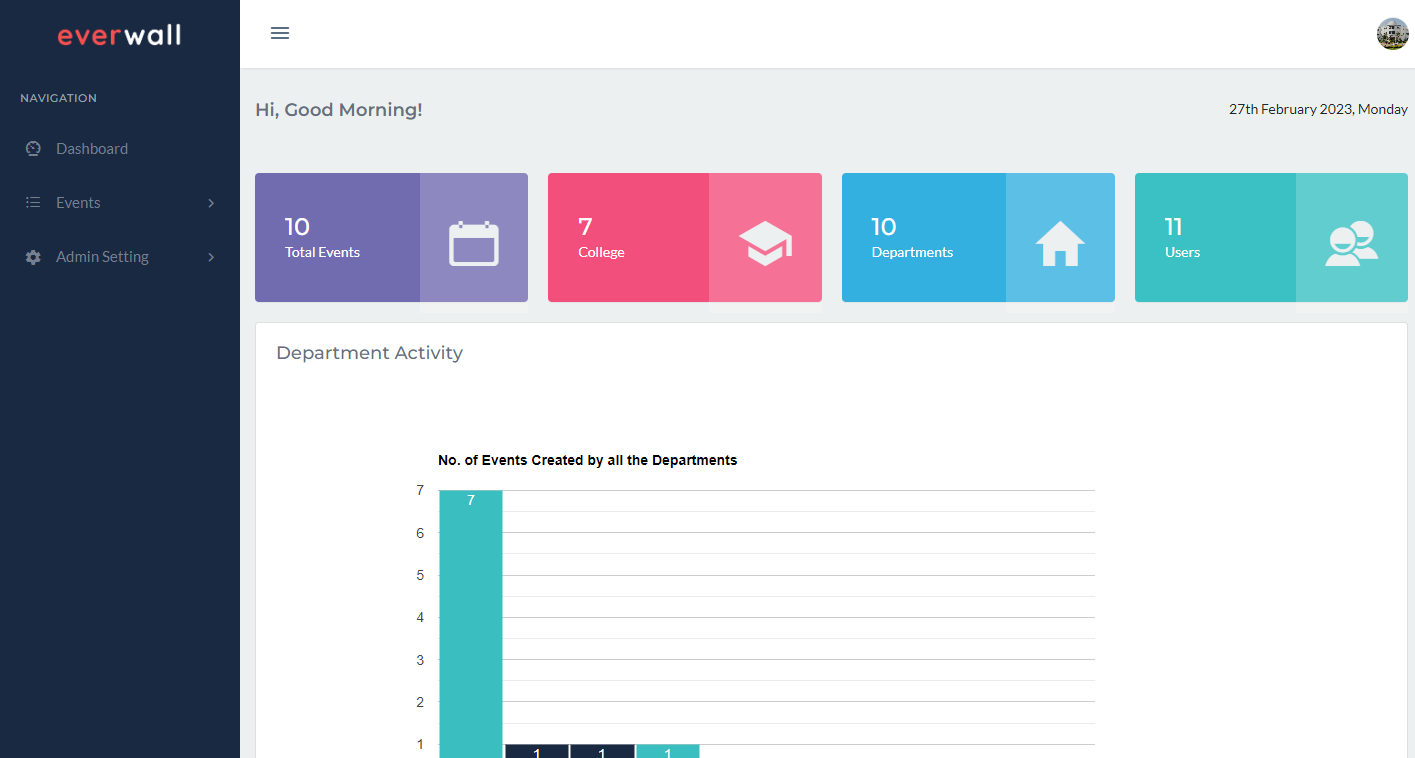 everwall
NAVIGATION
Dashboard
Events
Admin Setting
Hi, Good Morning!
27th February 2023, Monday
10
Total Events
7
College
10
Departments
11
Users
Department Activity
No. of Events Created by all the Departments
7
7
6
5
4
3
2
1
1
1
1